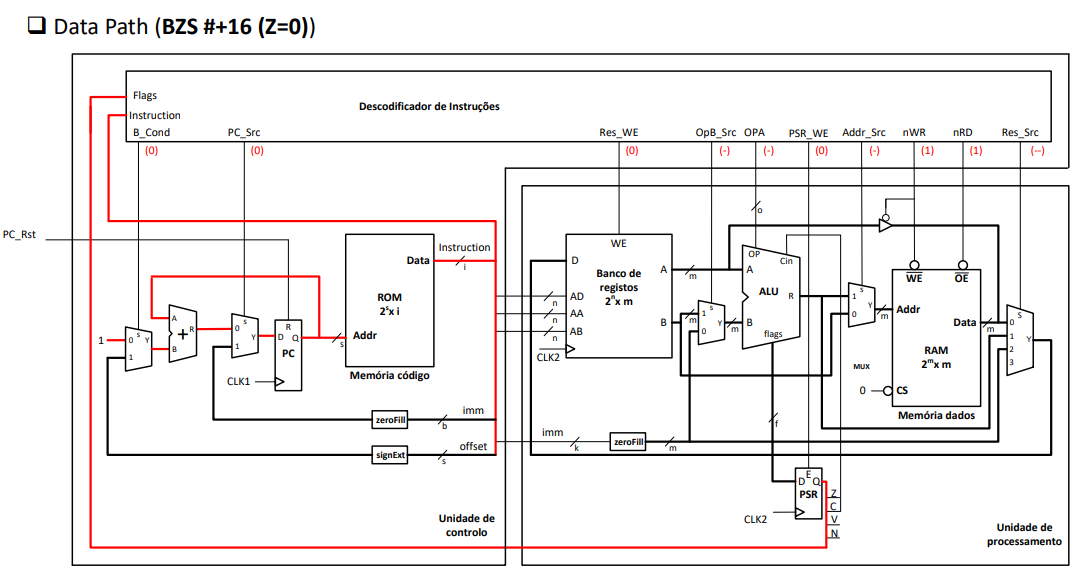 ❑ Data Path (BZS #+16 (Z=0))
Flags
Instruction
Descodificador de Instruções
B_Cond PC_Src Res_WE OpB_Src OPA PSR_WE Addr_Src nWR nRD Res_Src
(0) (0) (0) (-) (-) (0) (-) (1) (1) (--)
PC_Rst
o
Instruction
i
Data
ROM
2^s x i
Addr
s
Memória código
1
0 S Y
1
A
+
R
B
S
0
Y
1
R
D Q
PC
CLK1
imm
zeroFill
b
offset
signExt
s
Unidade de
controlo
WE
D
Banco de
registos
2^n x m
A
m
AD
n
AA
n
AB
n
B
m
CLK2
S
1
Y
0
m
OP
Cin
A
ALU
R
B
flags
S
1
Y
0
m
MUX
WE
OE
Addr
Data
m
RAM
2^m x m
0
CS
Memória dados
S
0
1
Y
2
3
imm
k
zeroFill
m
f
E
D Q
PSR
CLK2
Z
C
V
N
Unidade de
processamento